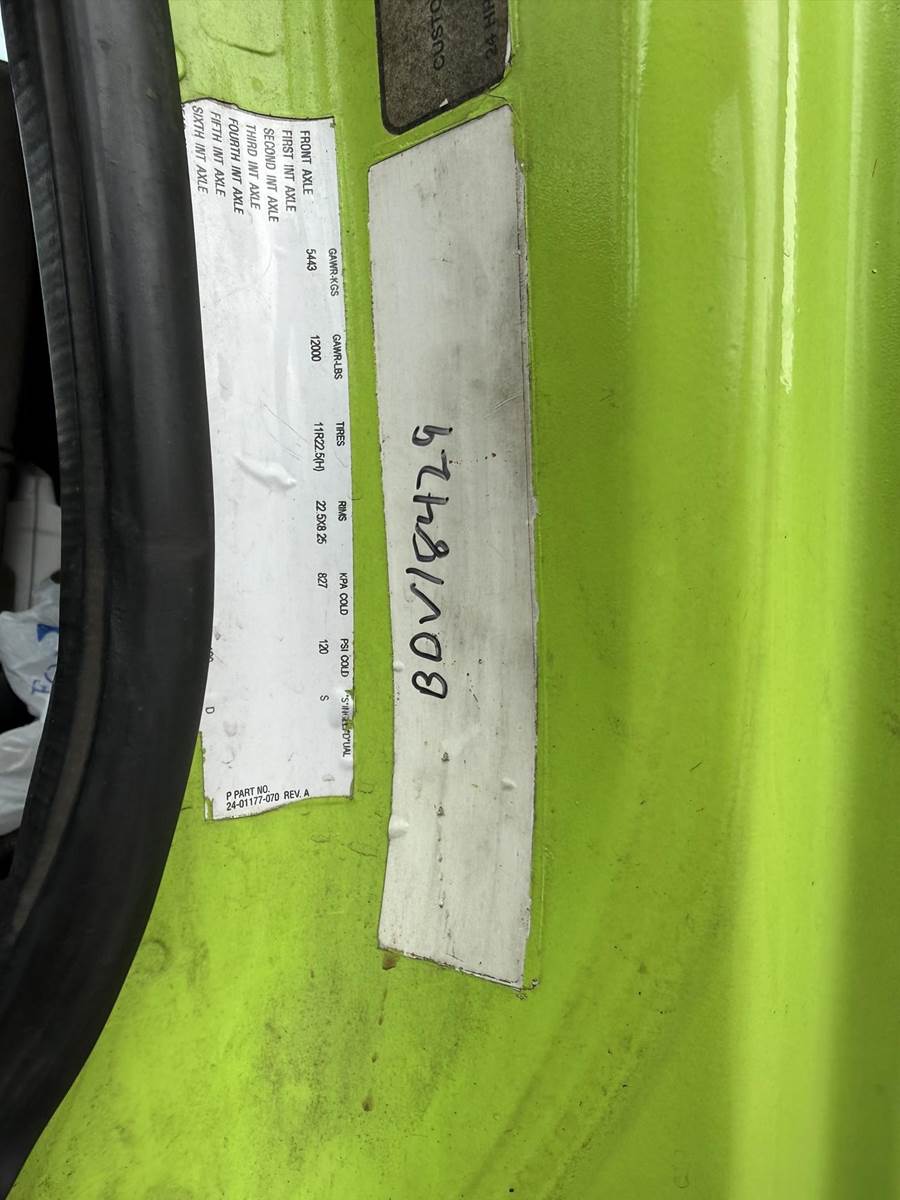 CUSTO
24 H
GAWR-KGS GAWR-LBS TIRES RIMS KPA COLD PSI COLD
FRONT AXLE 5443 12000 11R22.5(H) 22.5X8.25 827 120 S
FIRST INT AXLE
SECOND INT AXLE
THIRD INT AXLE
FOURTH INT AXLE
FIFTH INT AXLE
SIXTH INT AXLE
D
P PART NO.
24-01177-070 REV. A